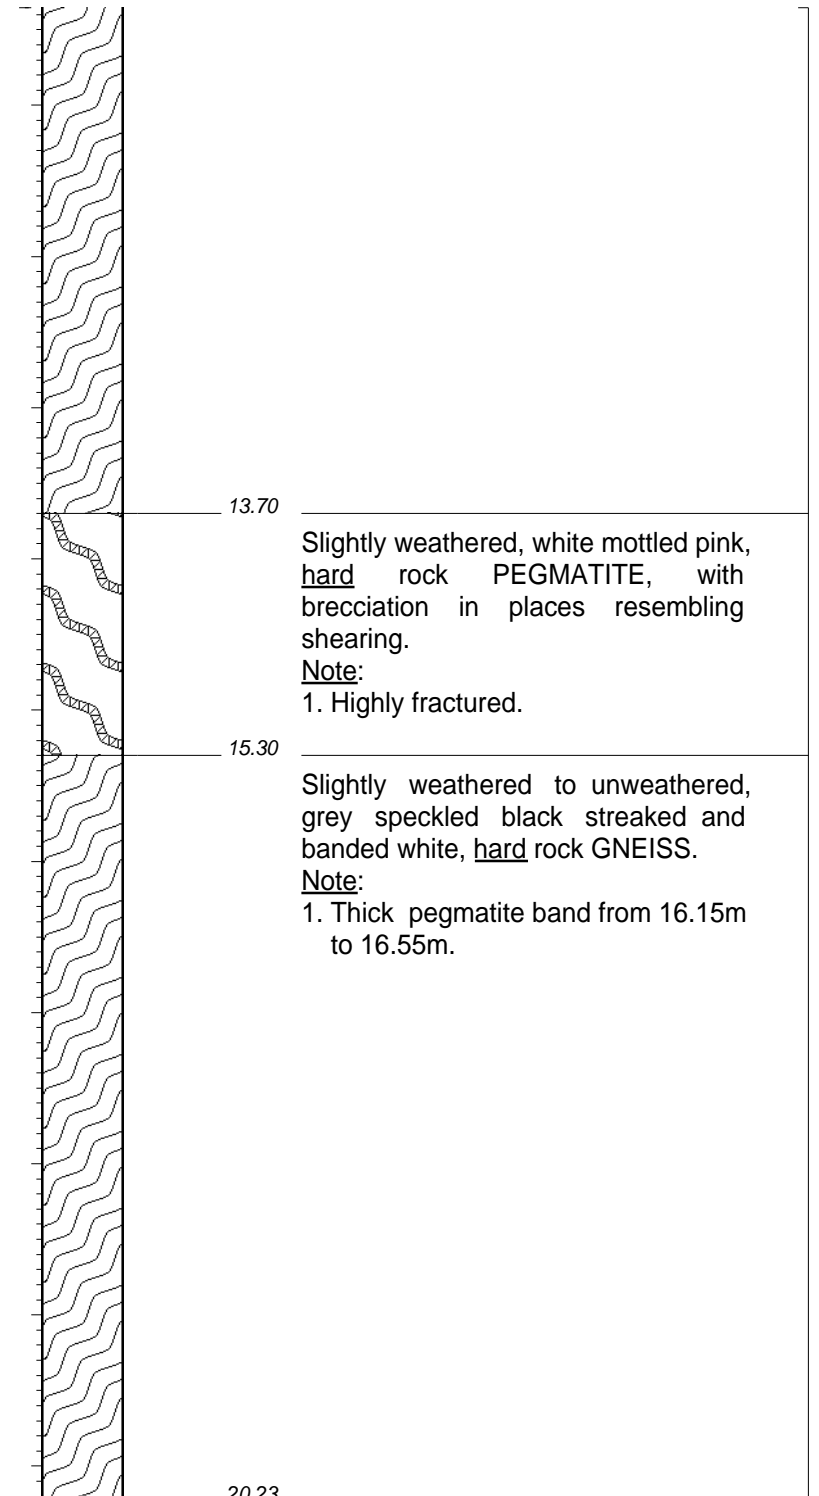 13.70
Slightly weathered, white mottled pink,
hard rock PEGMATITE, with
brecciation in places resembling
shearing.
Note:
1. Highly fractured.
15.30
Slightly weathered to unweathered,
grey speckled black streaked and
banded white, hard rock GNEISS.
Note:
1. Thick pegmatite band from 16.15m
to 16.55m.
20.23